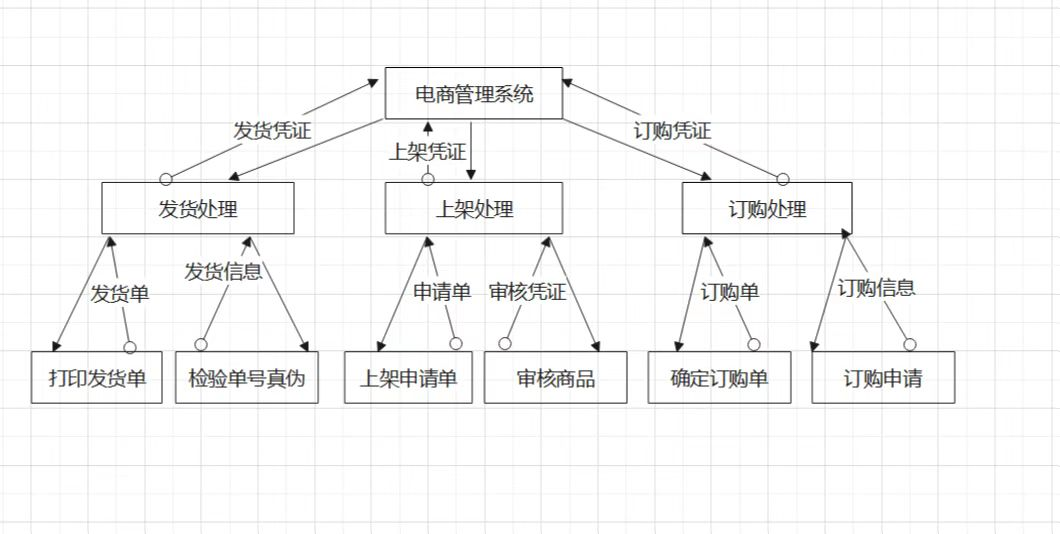 电商管理系统
发货凭证
上架凭证
订购凭证
发货处理
上架处理
订购处理
发货单
发货信息
申请单
审核凭证
订购单
订购信息
打印发货单
检验单号真伪
上架申请单
审核商品
确定订购单
订购申请